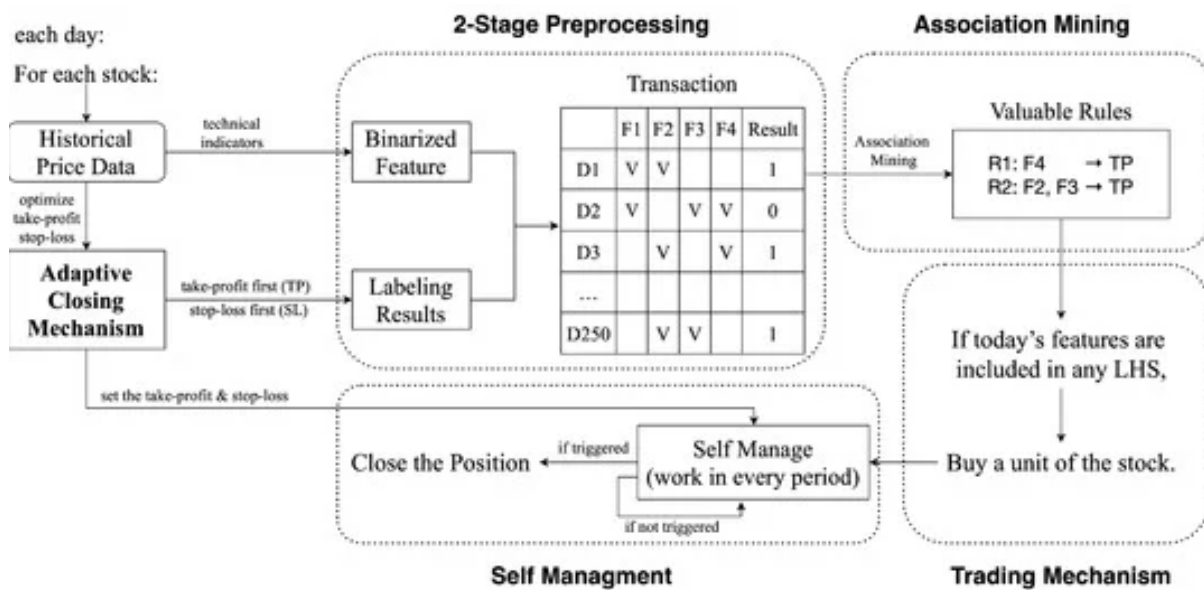 2-Stage Preprocessing
Association Mining
each day:
For each stock:
Historical
Price Data
technical
indicators
optimize
take-profit
stop-loss
Adaptive
Closing
Mechanism
take-profit first (TP)
stop-loss first (SL)
Binarized
Feature
Labeling
Results
Transaction
F1 F2 F3 F4 Result
D1 V V 1
D2 V V V 0
D3 V V 1
...
D250 V V 1
Association
Mining
Valuable Rules
R1: F4 → TP
R2: F2, F3 → TP
If today's features are
included in any LHS,
Buy a unit of the stock.
set the take-profit & stop-loss
Self Manage
(work in every period)
if triggered
Close the Position
if not triggered
Self Managment
Trading Mechanism